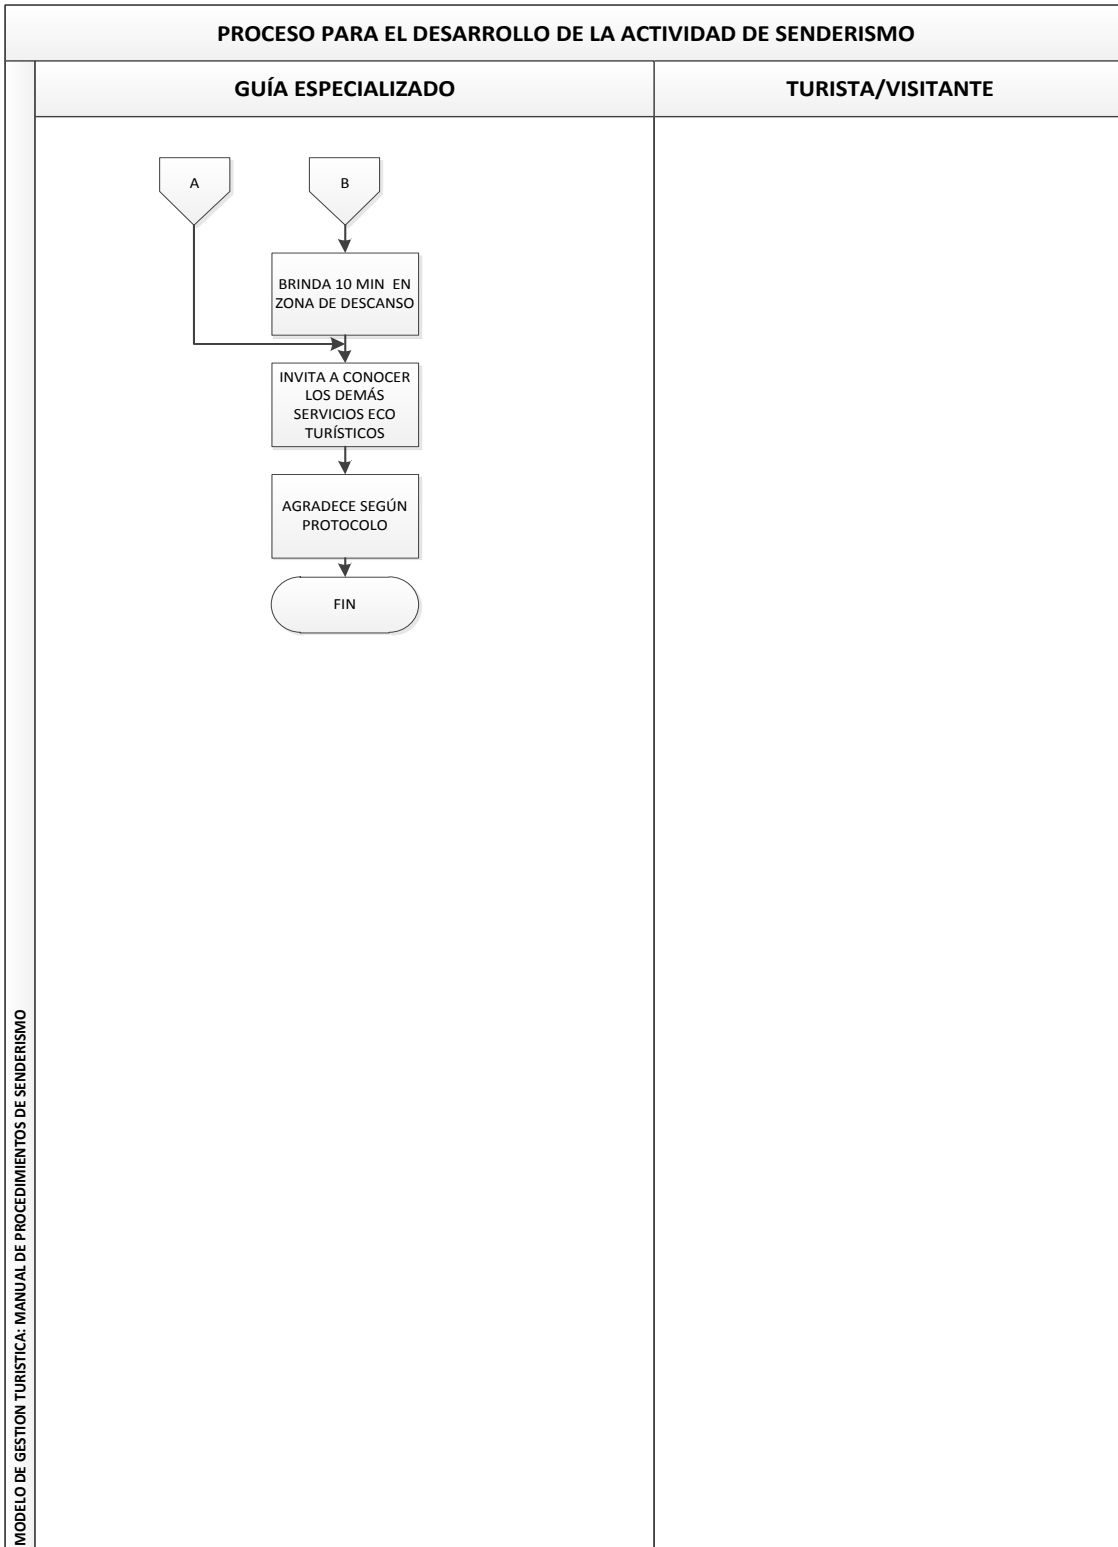 PROCESO PARA EL DESARROLLO DE LA ACTIVIDAD DE SENDERISMO
GUÍA ESPECIALIZADO
TURISTA/VISITANTE
A
B
BRINDA 10 MIN EN
ZONA DE DESCANSO
INVITA A CONOCER
LOS DEMÁS
SERVICIOS ECO
TURÍSTICOS
AGRADECE SEGÚN
PROTOCOLO
FIN
MODELO DE GESTION TURISTICA: MANUAL DE PROCEDIMIENTOS DE SENDERISMO